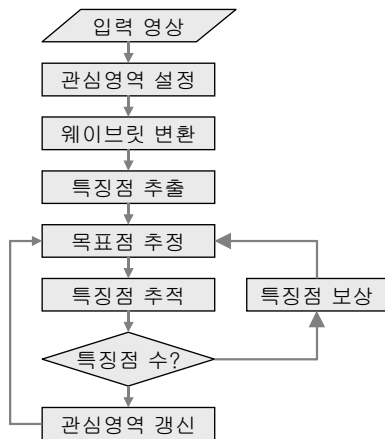 입력 영상
관심영역 설정
웨이브릿 변환
특징점 추출
목표점 추정
특징점 추적
특징점 보상
특징점 수?
관심영역 갱신